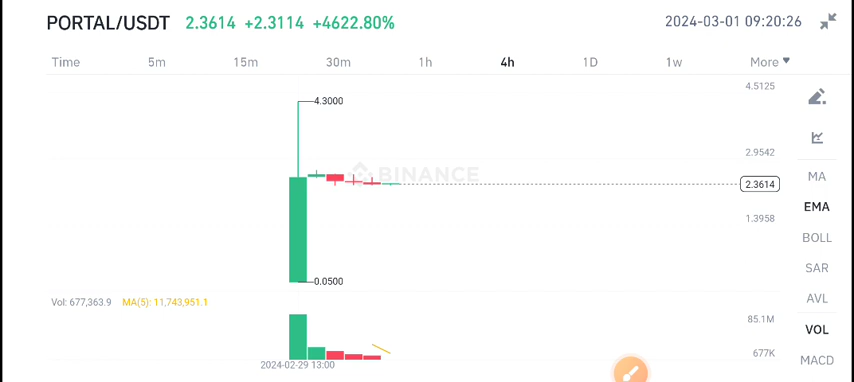 PORTAL/USDT 2.3614 +2.3114 +4622.80% 2024-03-01 09:20:26
Time 5m 15m 30m 1h 4h 1D 1w More
4.5125
4.3000
2.9542
BINANCE
MA
2.3614
EMA
1.3958
BOLL
SAR
0.0500
Vol: 677,363.9 MA(5): 11,743,951.1 AVL
85.1M
VOL
677K
MACD
2024-02-29 13:00